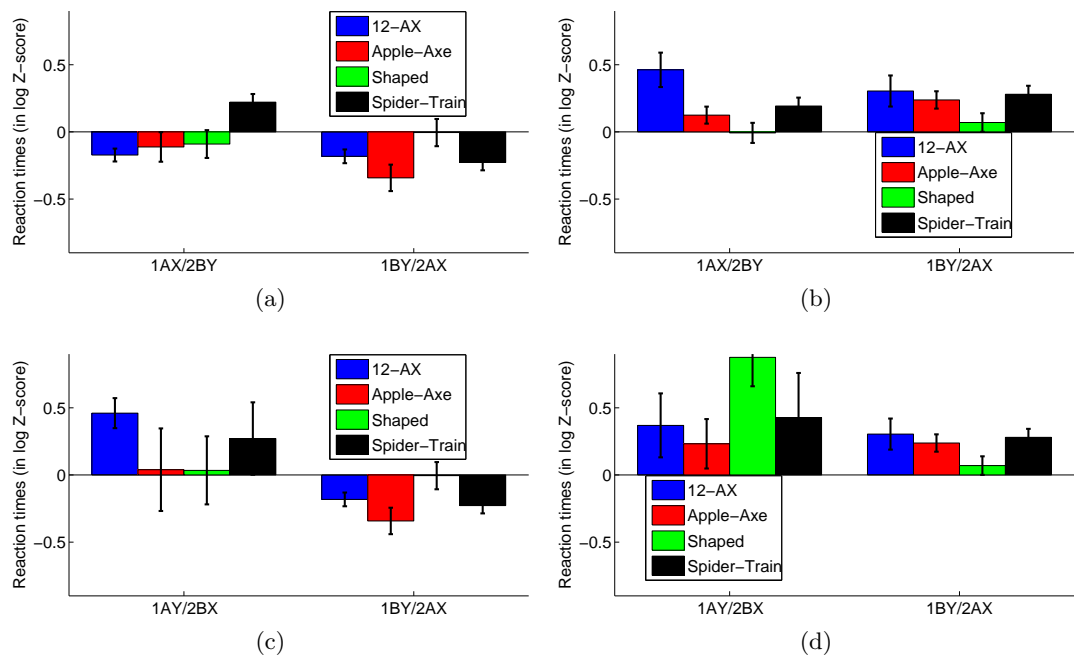 Reaction times (in log Z−score)
0.5
0
−0.5
12−AX
Apple−Axe
Shaped
Spider−Train
1AX/2BY
1BY/2AX
(a)
Reaction times (in log Z−score)
0.5
0
−0.5
12−AX
Apple−Axe
Shaped
Spider−Train
1AX/2BY
1BY/2AX
(b)
Reaction times (in log Z−score)
0.5
0
−0.5
12−AX
Apple−Axe
Shaped
Spider−Train
1AY/2BX
1BY/2AX
(c)
Reaction times (in log Z−score)
0.5
0
−0.5
12−AX
Apple−Axe
Shaped
Spider−Train
1AY/2BX
1BY/2AX
(d)